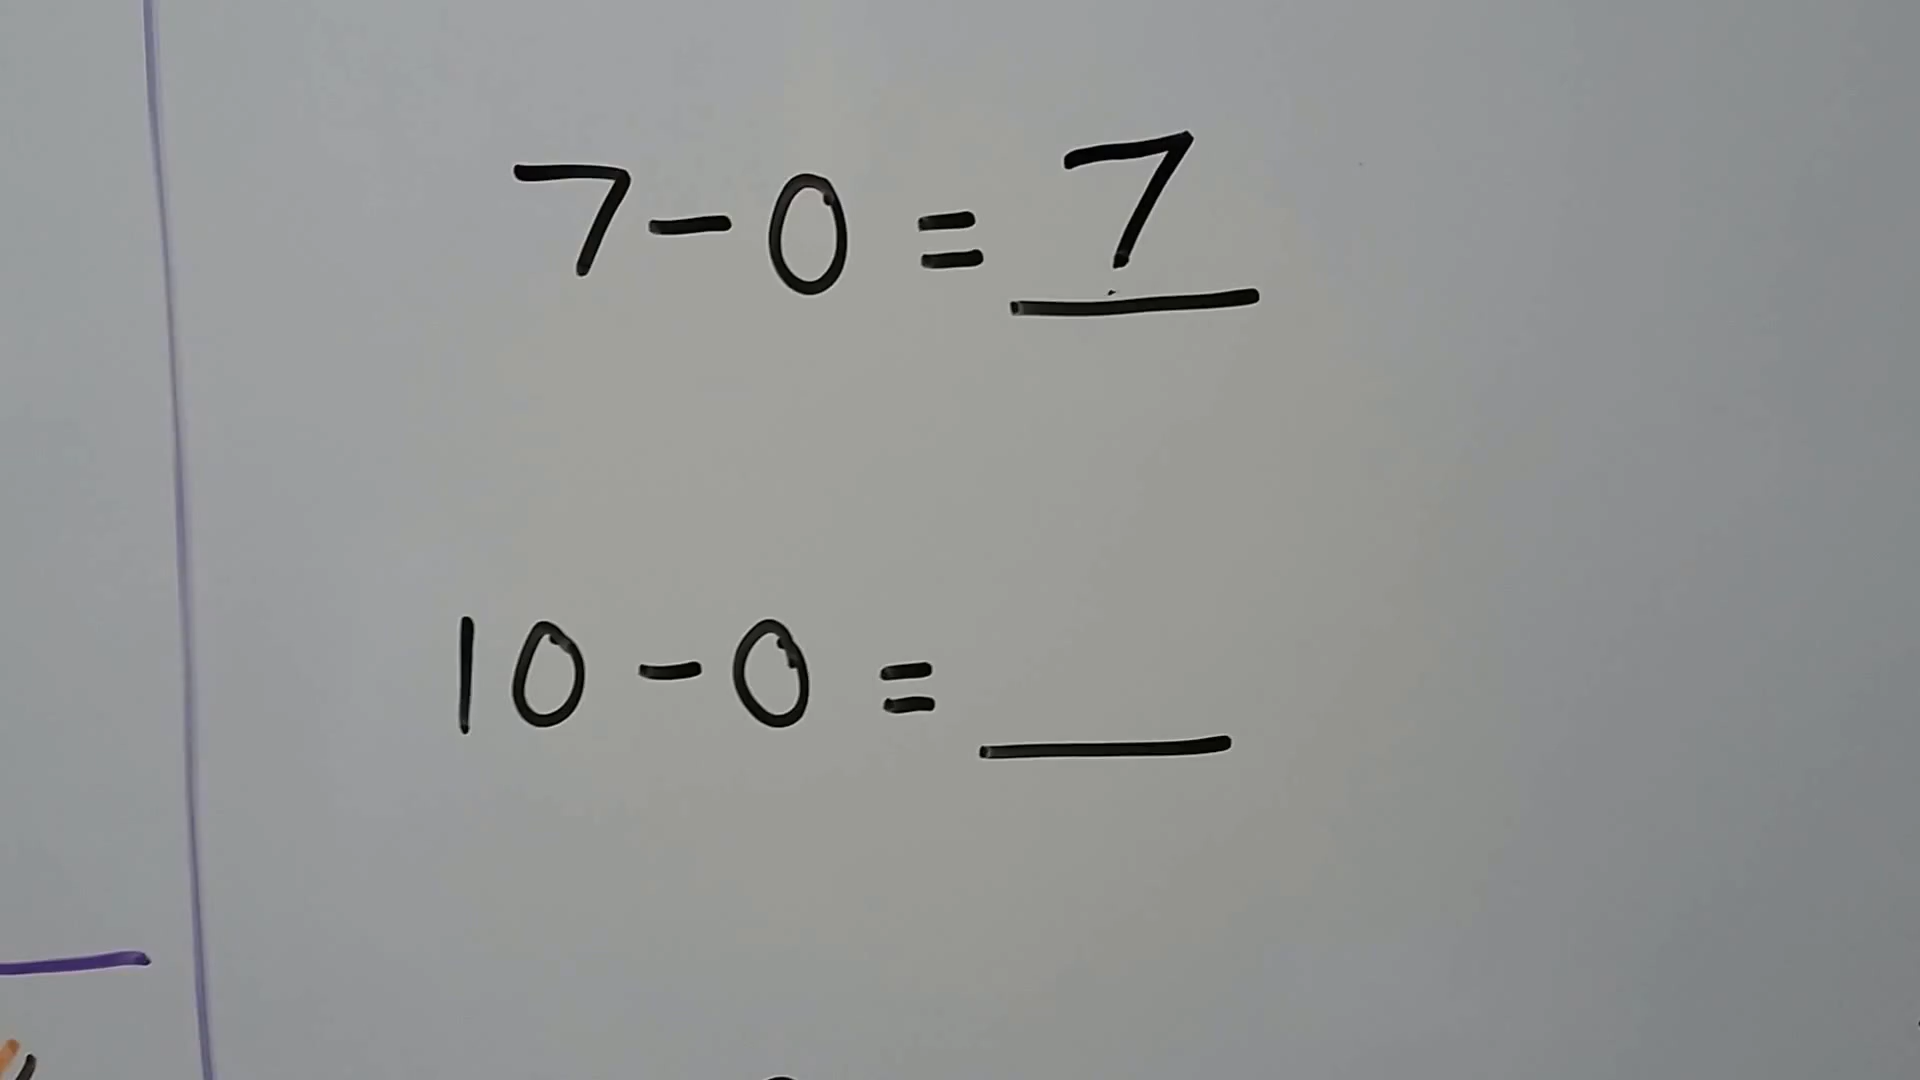 7 - 0 = 7
10 - 0 = ___